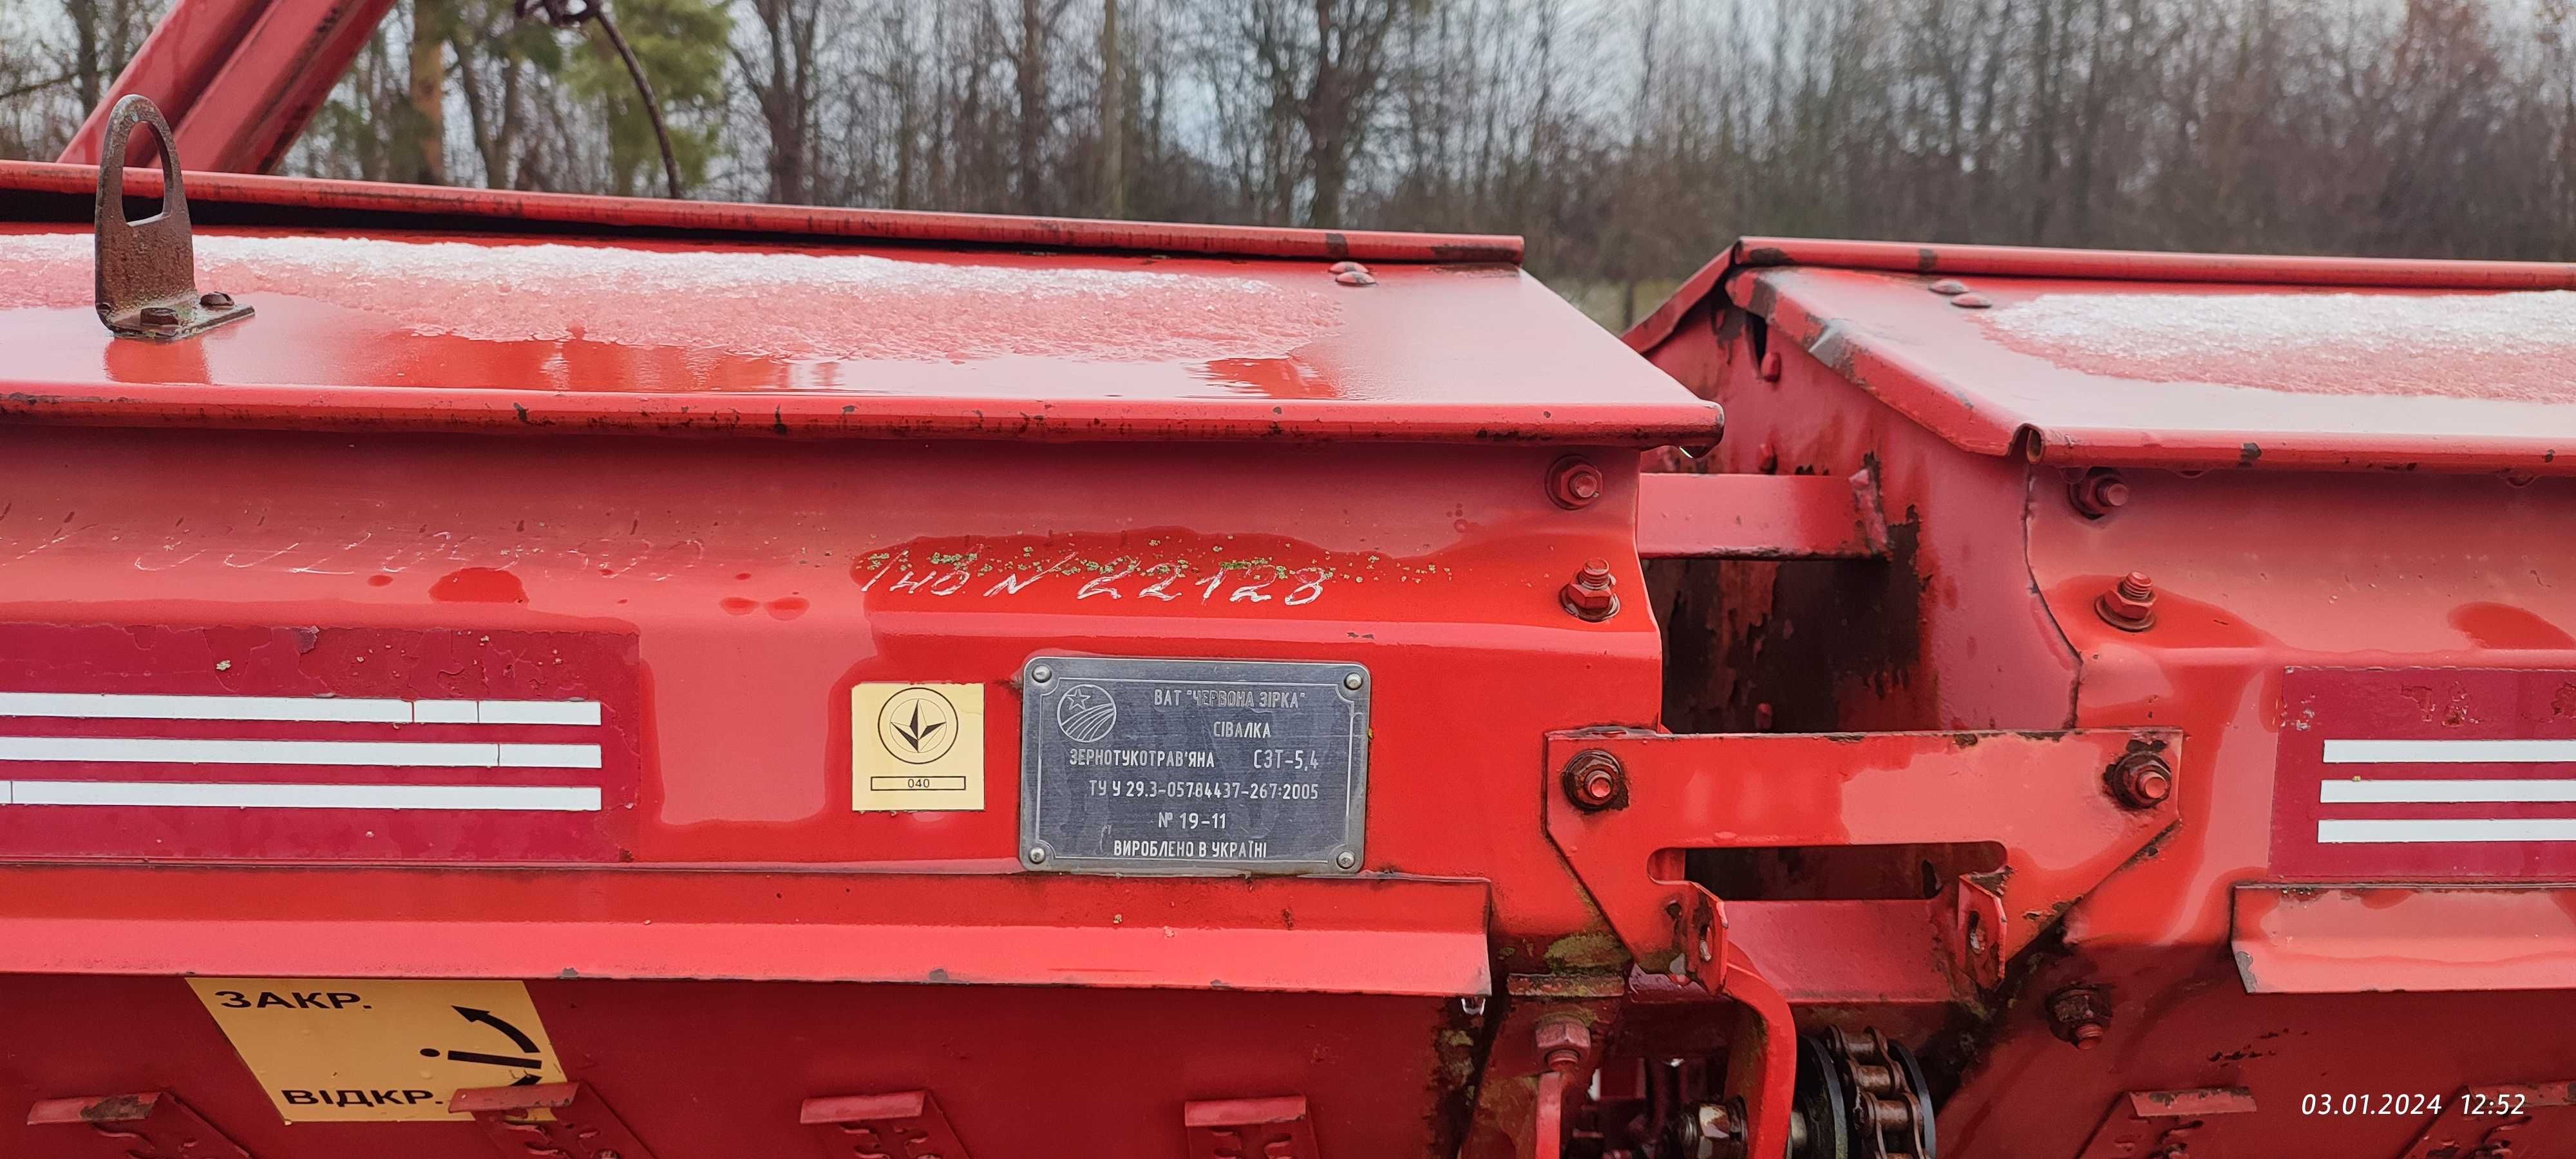 Іно N 22128
040
ВАТ "ЧЕРВОНА ЗІРКА"
СІВАЛКА
ЗЕРНОТУКОТРАВ'ЯНА СЗТ-5,4
ТУ У 29.3-05784437-267:2005
№ 19-11
ВИРОБЛЕНО В УКРАЇНІ
ЗАКР.
ВІДКР.
03.01.2024 12:52